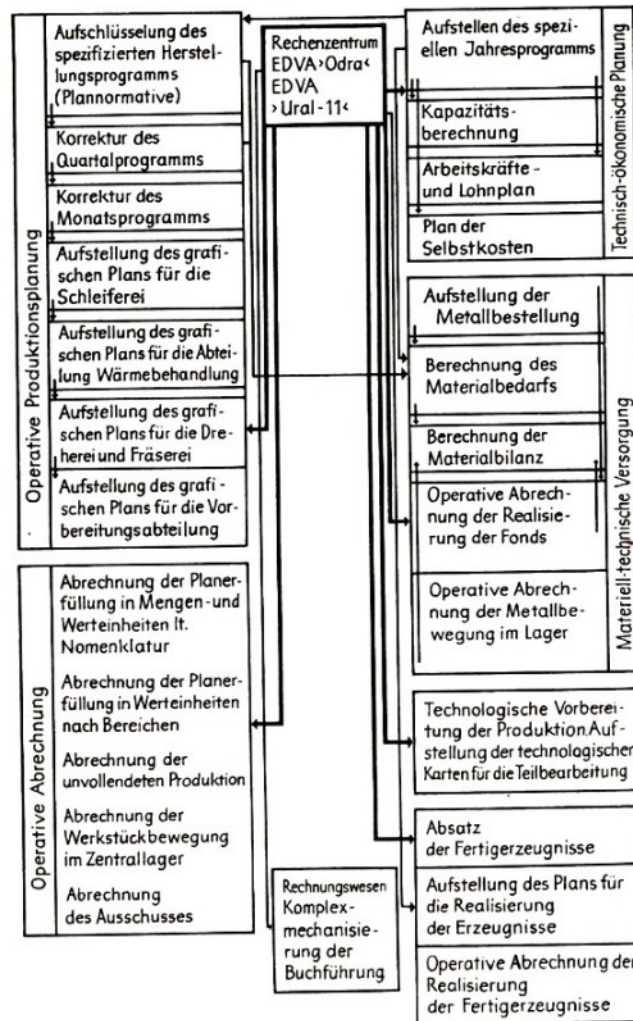 Operative Produktionsplanung
Aufschlüsselung des
spezifizierten Herstel-
lungsprogramms
(Plannormative)
Korrektur des
Quartalprogramms
Korrektur des
Monatsprogramms
Aufstellung des grafi-
schen Plans für die
Schleiferei
Aufstellung des grafi-
schen Plans für die Abtei-
lung Wärmebehandlung
Aufstellung des grafi-
schen Plans für die Dre-
herei und Fräserei
Aufstellung des grafi-
schen Plans für die Vor-
bereitungsabteilung
Operative Abrechnung
Abrechnung der Planer-
füllung in Mengen- und
Werteinheiten lt.
Nomenklatur
Abrechnung der Planer-
füllung in Werteinheiten
nach Bereichen
Abrechnung der
unvollendeten Produktion
Abrechnung der
Werkstückbewegung
im Zentrallager
Abrechnung
des Ausschusses
Rechenzentrum
EDVA ›Odra‹
EDVA
›Ural-11‹
Rechnungswesen
Komplex-
mechanisie-
rung der
Buchführung
Technisch-ökonomische Planung
Aufstellen des spezi-
ellen Jahresprogramms
Kapazitäts-
berechnung
Arbeitskräfte-
und Lohnplan
Plan der
Selbstkosten
Materiell-technische Versorgung
Aufstellung der
Metallbestellung
Berechnung des
Materialbedarfs
Berechnung der
Materialbilanz
Operative Abrech-
nung der Realisie-
rung der Fonds
Operative Abrech-
nung der Metallbe-
wegung im Lager
Technologische Vorberei-
tung der Produktion. Auf-
stellung der technologischen
Karten für die Teilbearbeitung
Absatz
der Fertigerzeugnisse
Aufstellung des Plans für
die Realisierung
der Erzeugnisse
Operative Abrechnung der
Realisierung
der Fertigerzeugnisse